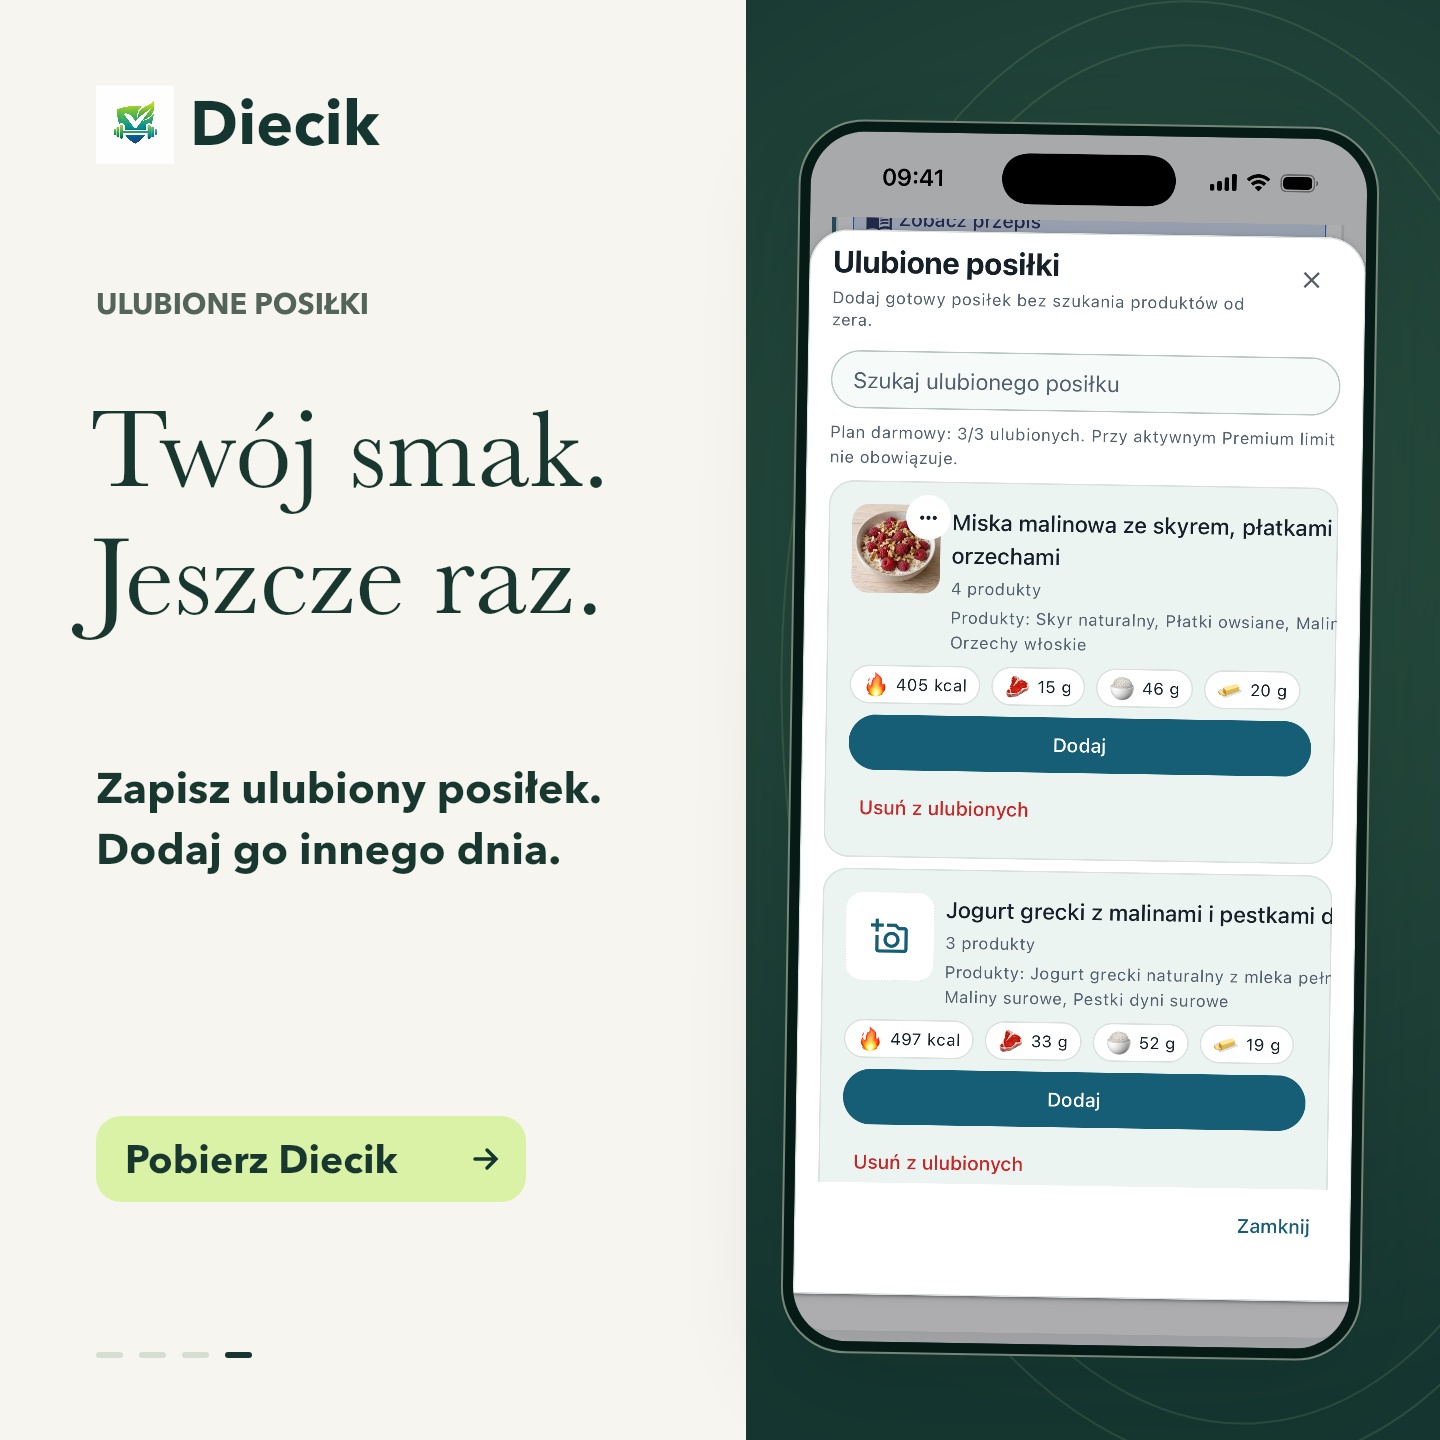 Diecik
ULUBIONE POSIŁKI
Twój smak.
Jeszcze raz.
Zapisz ulubiony posiłek.
Dodaj go innego dnia.
Pobierz Diecik
09:41
Zobacz przepis
Ulubione posiłki
Dodaj gotowy posiłek bez szukania produktów od
zera.
Szukaj ulubionego posiłku
Plan darmowy: 3/3 ulubionych. Przy aktywnym Premium limit
nie obowiązuje.
Miska malinowa ze skyrem, płatkami
orzechami
4 produkty
Produkty: Skyr naturalny, Płatki owsiane, Malin
Orzechy włoskie
405 kcal 15 g 46 g 20 g
Dodaj
Usuń z ulubionych
Jogurt grecki z malinami i pestkami d
3 produkty
Produkty: Jogurt grecki naturalny z mleka pełn
Maliny surowe, Pestki dyni surowe
497 kcal 33 g 52 g 19 g
Dodaj
Usuń z ulubionych
Zamknij